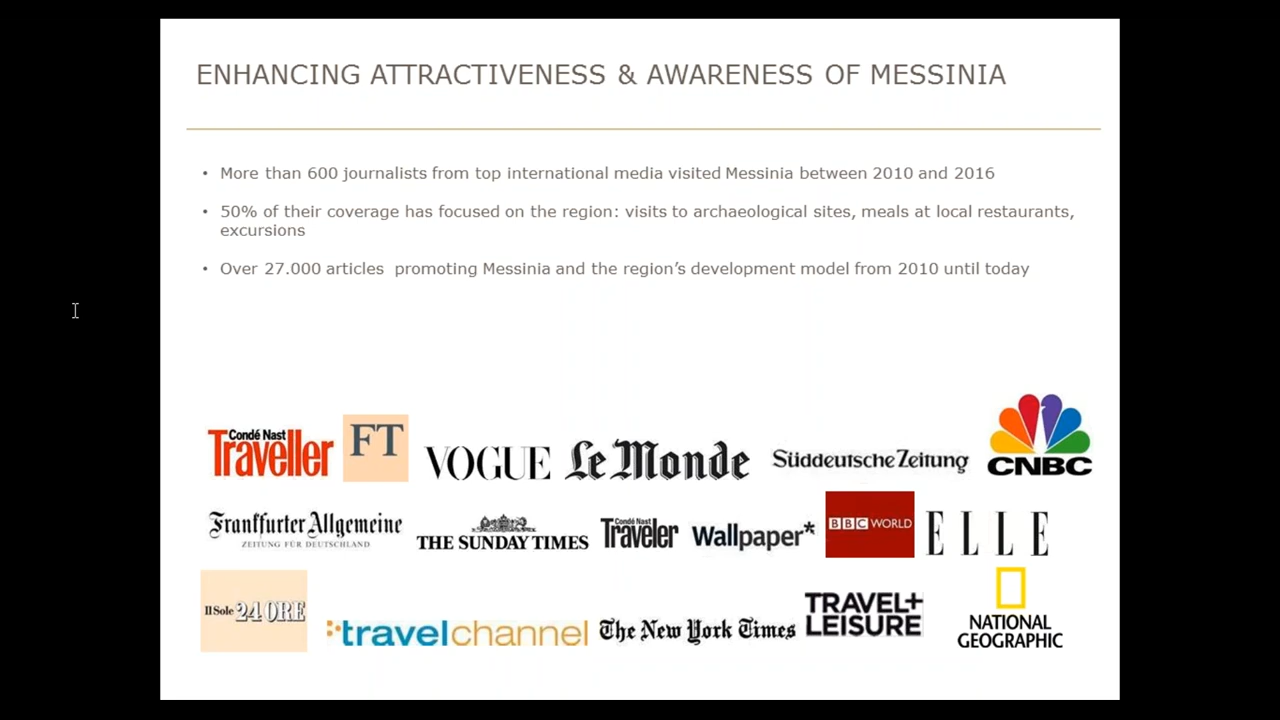 ENHANCING ATTRACTIVENESS & AWARENESS OF MESSINIA
• More than 600 journalists from top international media visited Messinia between 2010 and 2016
• 50% of their coverage has focused on the region: visits to archaeological sites, meals at local restaurants,
excursions
• Over 27.000 articles promoting Messinia and the region's development model from 2010 until today
Condé Nast
Traveller
FT
VOGUE
Le Monde
Süddeutsche Zeitung
CNBC
Frankfurter Allgemeine
ZEITUNG FÜR DEUTSCHLAND
THE SUNDAY TIMES
Condé Nast
Traveler
Wallpaper*
BBC WORLD
ELLE
Il Sole 24 ORE
travelchannel
The New York Times
TRAVEL+
LEISURE
NATIONAL
GEOGRAPHIC